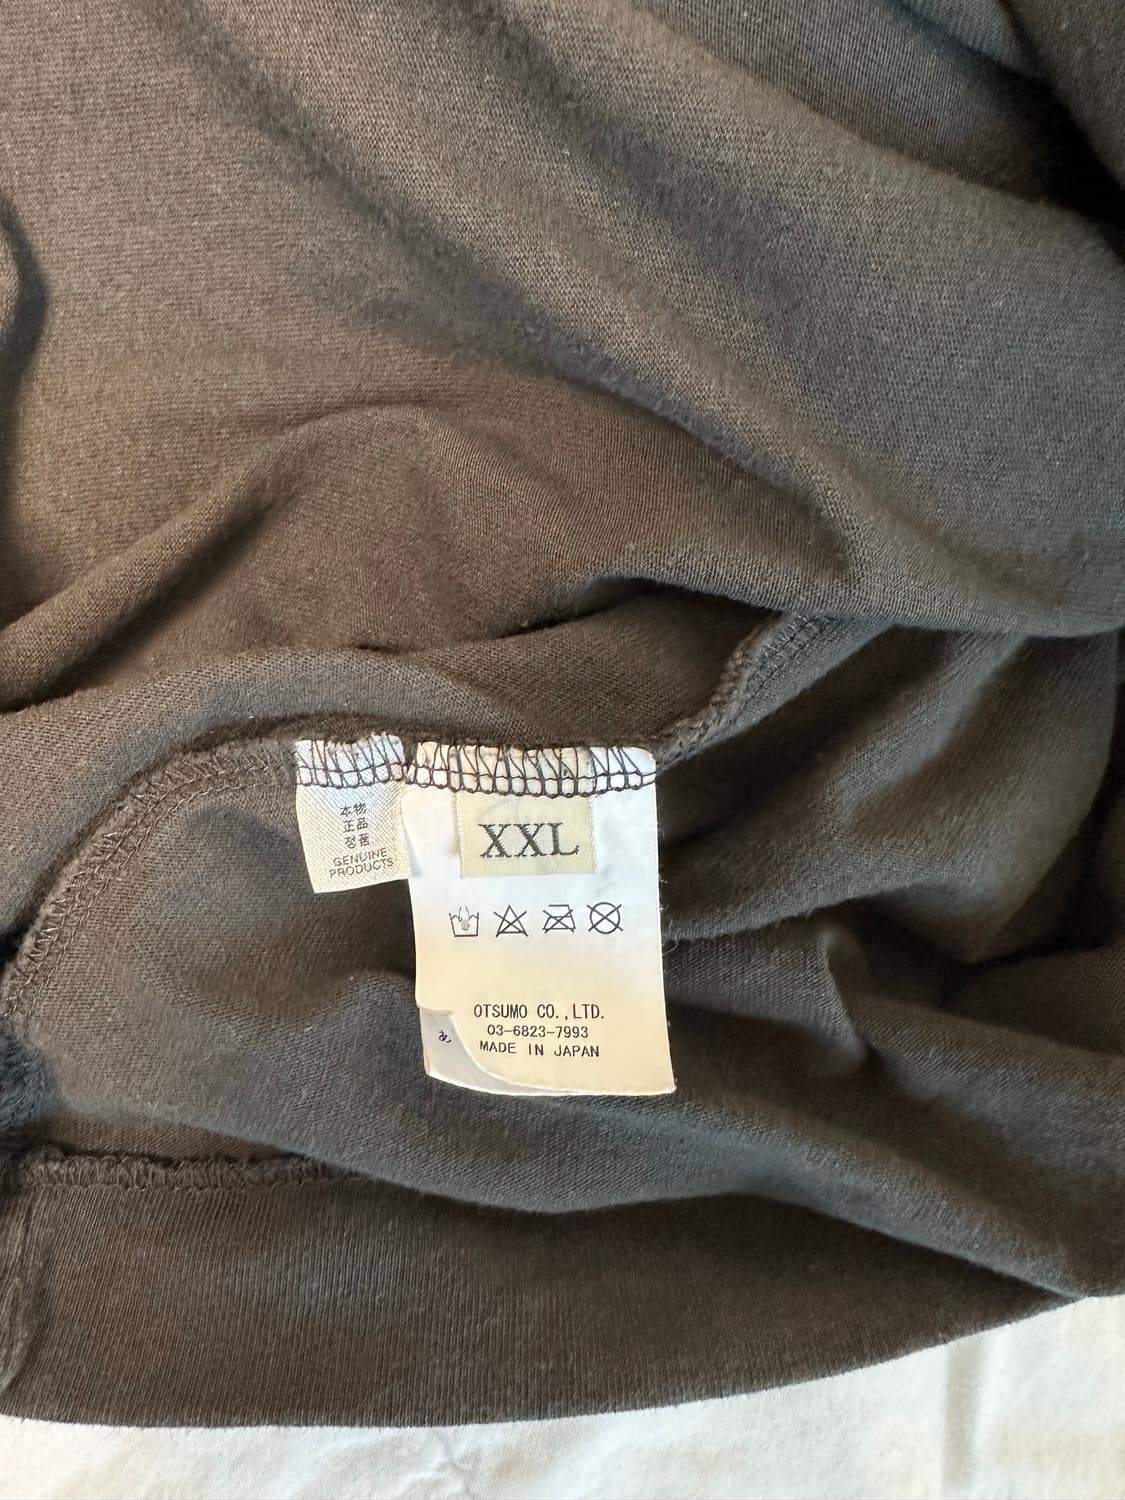 本物
正品
정품
GENUINE
PRODUCTS
XXL
OTSUMO CO.,LTD.
03-6823-7993
MADE IN JAPAN